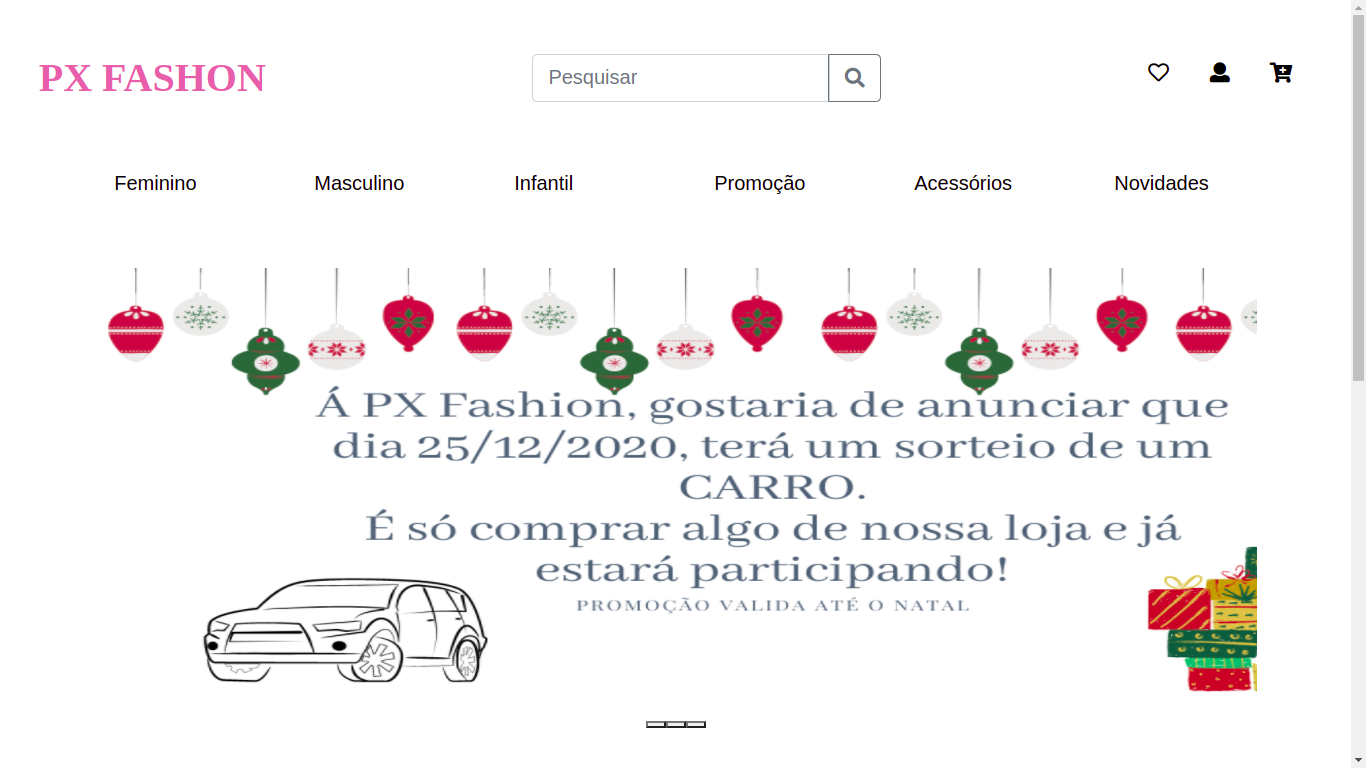 PX FASHON
Pesquisar
Feminino Masculino Infantil Promoção Acessórios Novidades
Á PX Fashion, gostaria de anunciar que
dia 25/12/2020, terá um sorteio de um
CARRO.
É só comprar algo de nossa loja e já
estará participando!
PROMOÇÃO VALIDA ATÉ O NATAL